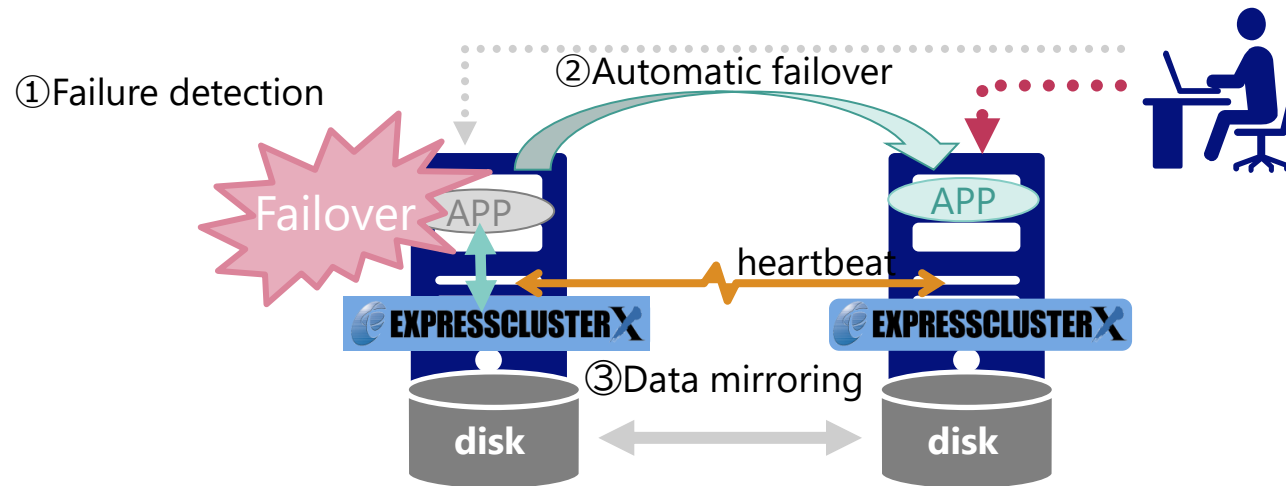 ①Failure detection
②Automatic failover
Failover
APP
APP
heartbeat
EXPRESSCLUSTER X
EXPRESSCLUSTER X
③Data mirroring
disk
disk